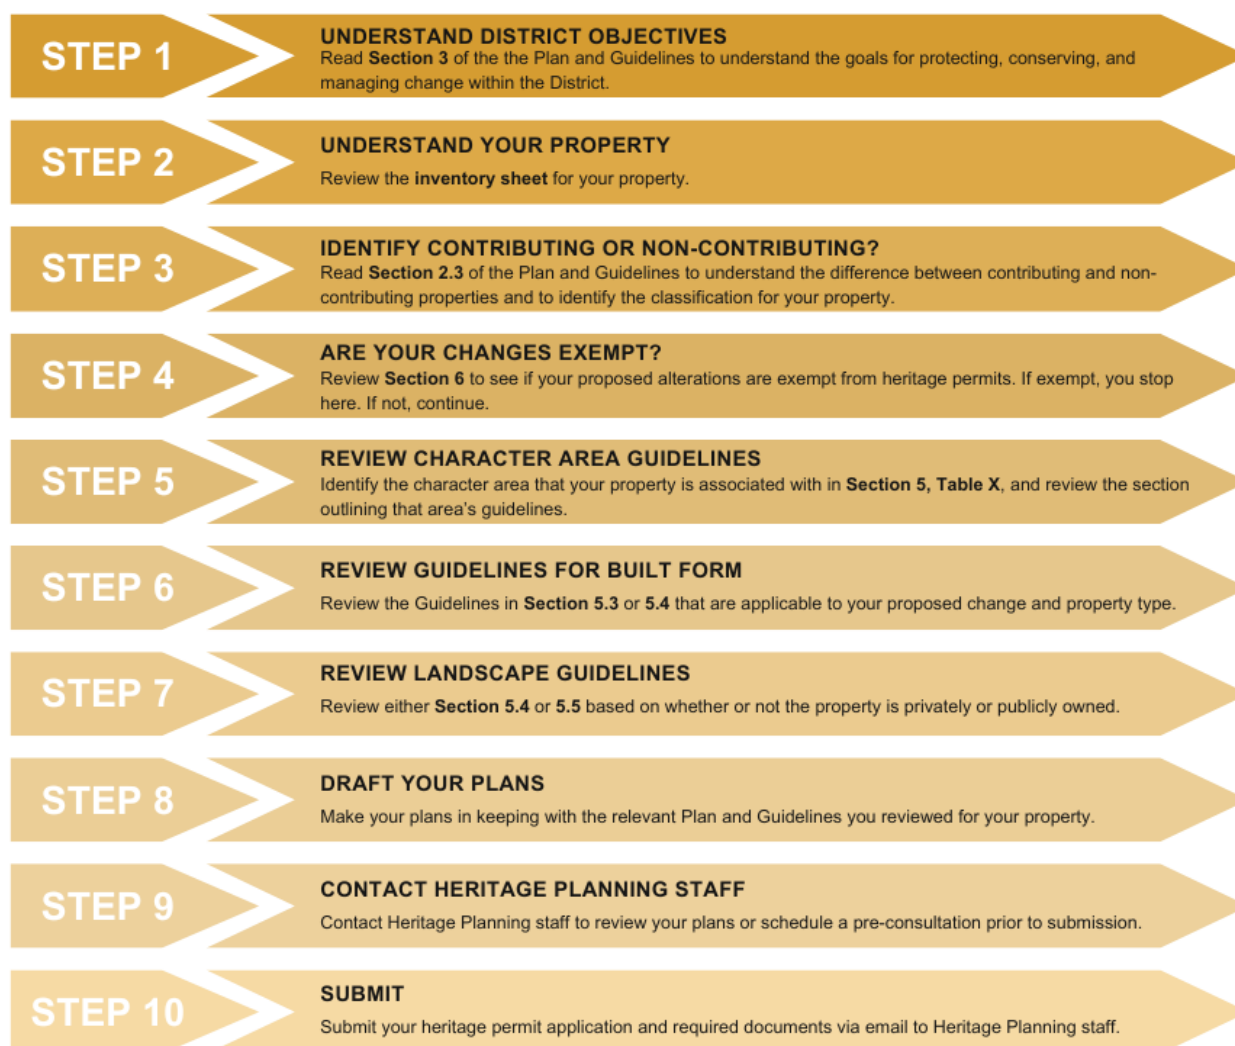 STEP 1
UNDERSTAND DISTRICT OBJECTIVES
Read Section 3 of the the Plan and Guidelines to understand the goals for protecting, conserving, and
managing change within the District.
STEP 2
UNDERSTAND YOUR PROPERTY
Review the inventory sheet for your property.
STEP 3
IDENTIFY CONTRIBUTING OR NON-CONTRIBUTING?
Read Section 2.3 of the Plan and Guidelines to understand the difference between contributing and non-
contributing properties and to identify the classification for your property.
STEP 4
ARE YOUR CHANGES EXEMPT?
Review Section 6 to see if your proposed alterations are exempt from heritage permits. If exempt, you stop
here. If not, continue.
STEP 5
REVIEW CHARACTER AREA GUIDELINES
Identify the character area that your property is associated with in Section 5, Table X, and review the section
outlining that area's guidelines.
STEP 6
REVIEW GUIDELINES FOR BUILT FORM
Review the Guidelines in Section 5.3 or 5.4 that are applicable to your proposed change and property type.
STEP 7
REVIEW LANDSCAPE GUIDELINES
Review either Section 5.4 or 5.5 based on whether or not the property is privately or publicly owned.
STEP 8
DRAFT YOUR PLANS
Make your plans in keeping with the relevant Plan and Guidelines you reviewed for your property.
STEP 9
CONTACT HERITAGE PLANNING STAFF
Contact Heritage Planning staff to review your plans or schedule a pre-consultation prior to submission.
STEP 10
SUBMIT
Submit your heritage permit application and required documents via email to Heritage Planning staff.